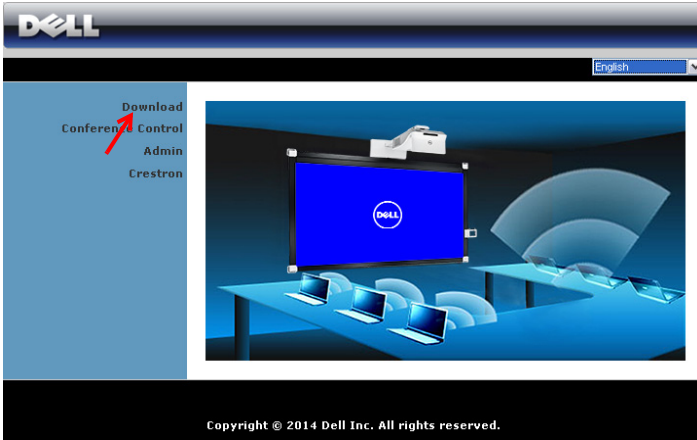 DELL
English
Download
Conference Control
Admin
Crestron
DELL
Copyright © 2014 Dell Inc. All rights reserved.